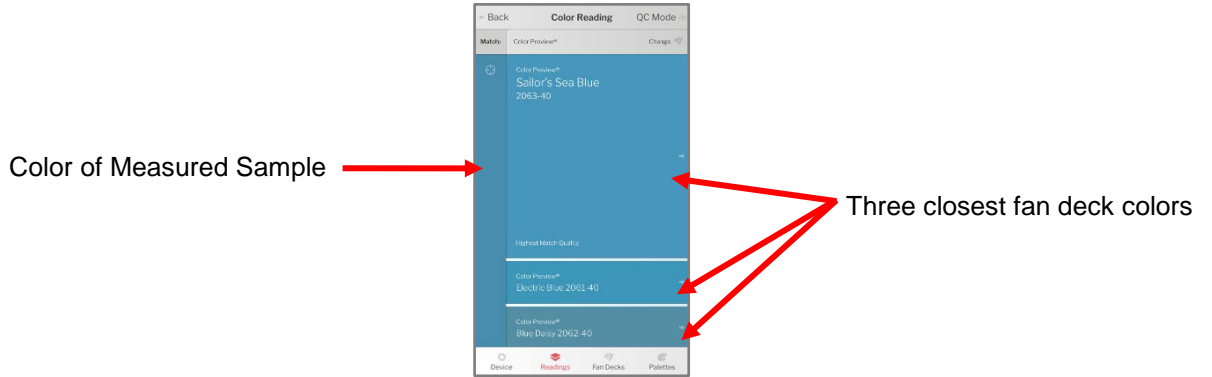 Back Color Reading QC Mode
Match: Color Preview® Change
Color Preview®
Sailor's Sea Blue
2063-40
Color of Measured Sample
Three closest fan deck colors
Highest Match Quality
Color Preview®
Electric Blue 2061-40
Color Preview®
Blue Daisy 2062-40
Device Readings Fan Decks Palettes